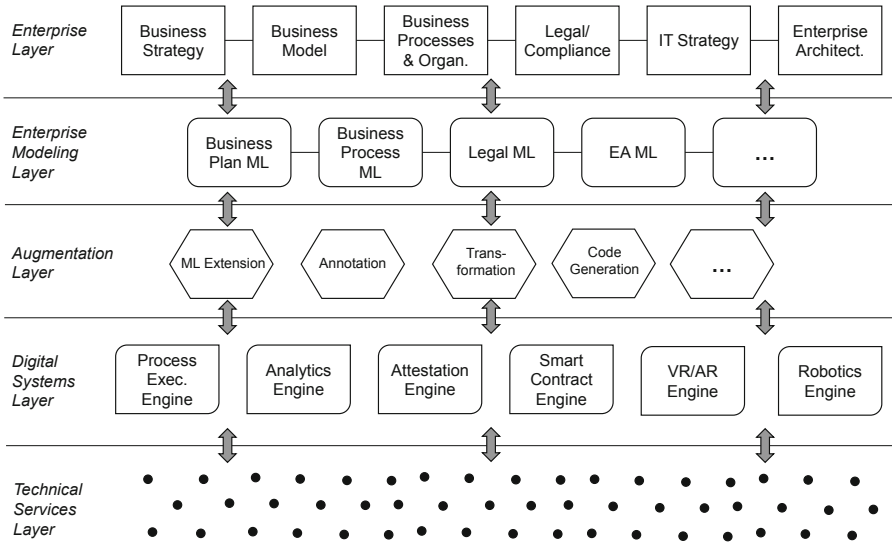 Enterprise
Layer
Business
Strategy
Business
Model
Business
Processes
& Organ.
Legal/
Compliance
IT Strategy
Enterprise
Architect.
Enterprise
Modeling
Layer
Business
Plan ML
Business
Process
ML
Legal ML
EA ML
...
Augmentation
Layer
ML Extension
Annotation
Trans-
formation
Code
Generation
...
Digital
Systems
Layer
Process
Exec.
Engine
Analytics
Engine
Attestation
Engine
Smart
Contract
Engine
VR/AR
Engine
Robotics
Engine
Technical
Services
Layer